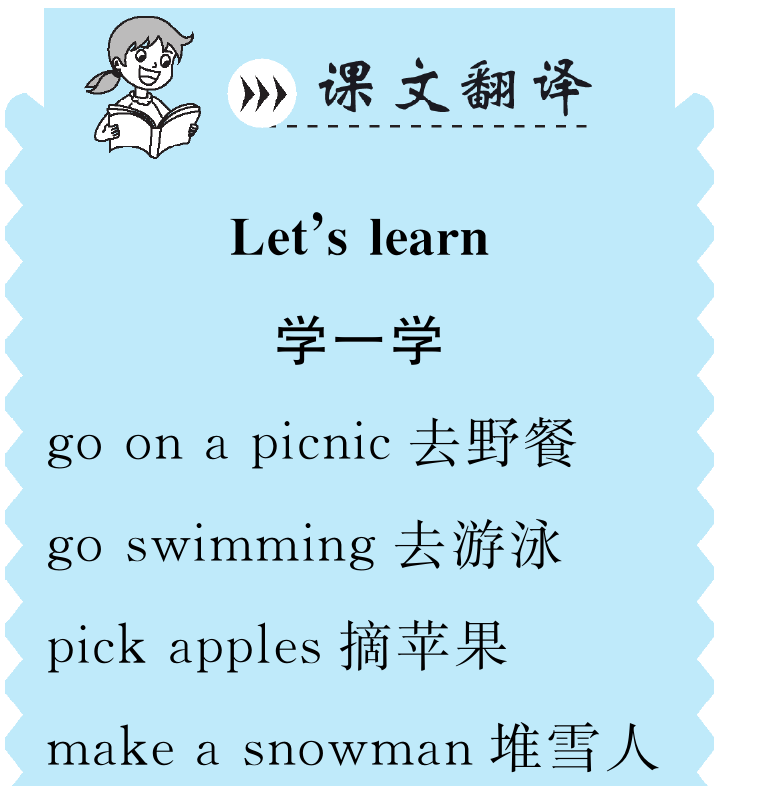 课文翻译
Let's learn
学一学
go on a picnic 去野餐
go swimming 去游泳
pick apples 摘苹果
make a snowman 堆雪人